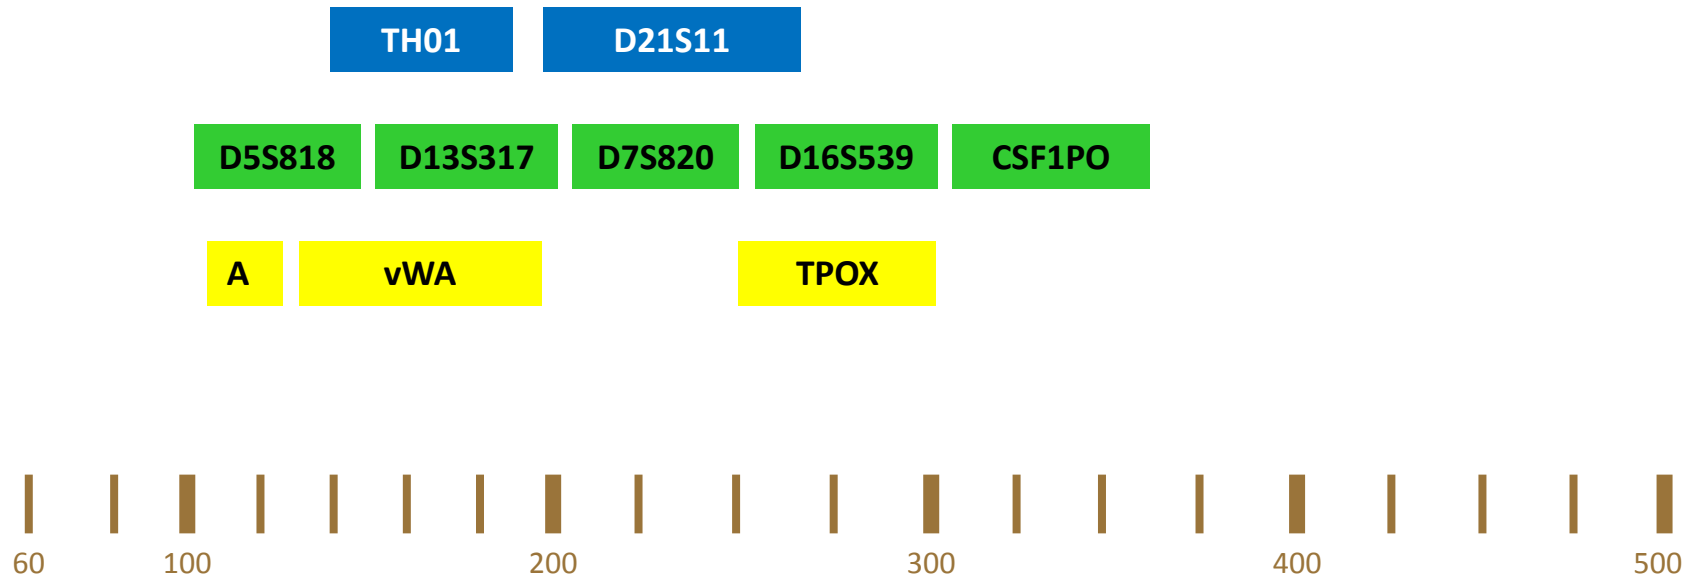 TH01 D21S11
D5S818 D13S317 D7S820 D16S539 CSF1PO
A vWA TPOX
60 100 200 300 400 500